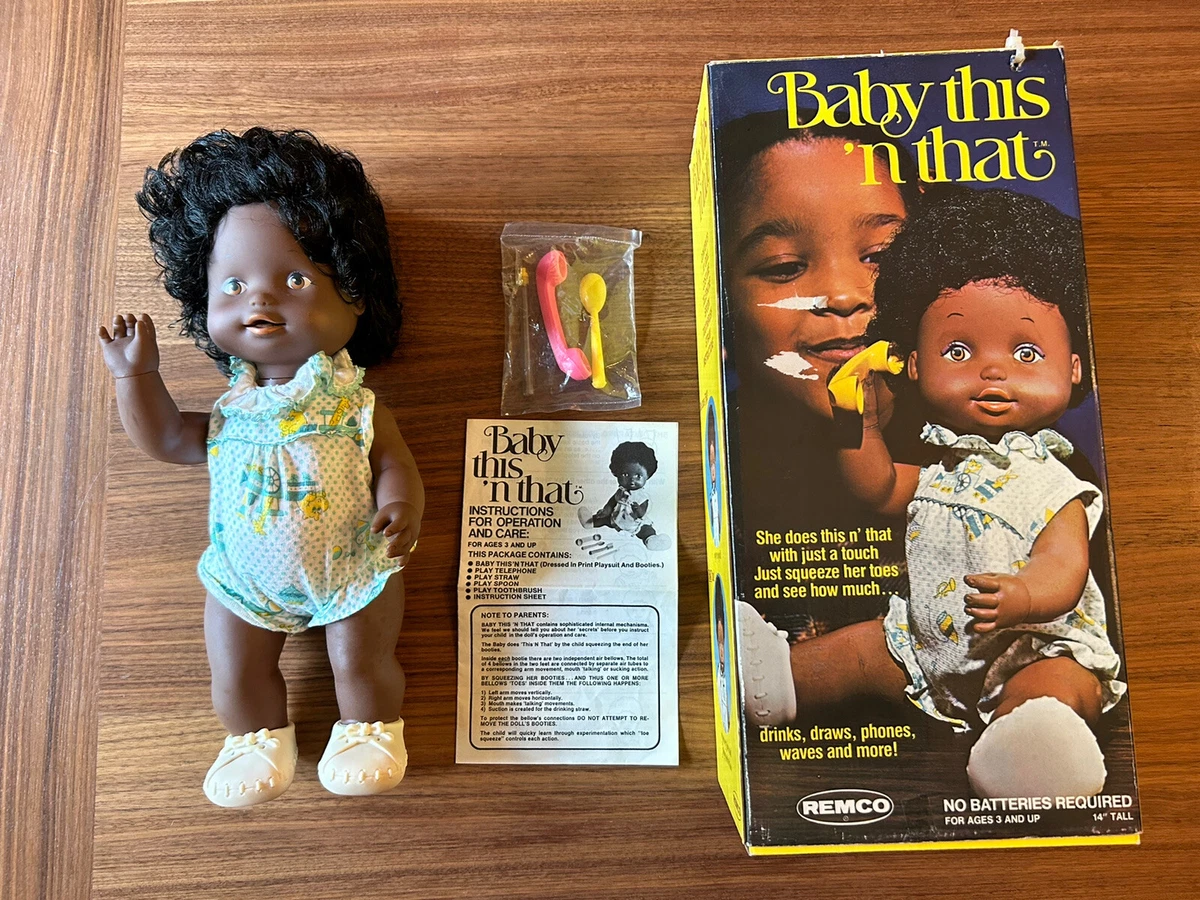 Baby this
'n that T.M.
She does this n' that
with just a touch
Just squeeze her toes
and see how much...
drinks, draws, phones,
waves and more!
REMCO
®
NO BATTERIES REQUIRED
FOR AGES 3 AND UP 14" TALL
Baby
this
'n that
INSTRUCTIONS
FOR OPERATION
AND CARE:
FOR AGES 3 AND UP
THIS PACKAGE CONTAINS:
● BABY THIS'N THAT (Dressed In Print Playsuit And Booties.)
● PLAY TELEPHONE
● PLAY STRAW
● PLAY SPOON
● PLAY TOOTHBRUSH
● INSTRUCTION SHEET
NOTE TO PARENTS:
BABY THIS 'N THAT contains sophisticated internal mechanisms.
We feel we should tell you about her 'secrets' before you instruct
your child in the doll's operation and care.
The Baby does 'This N That' by the child squeezing the end of her
booties.
Inside each bootie there are two independent air bellows. The total
of 4 bellows in the two feet are connected by separate air tubes to
a corresponding arm movement, mouth 'talking' or sucking action.
BY SQUEEZING HER BOOTIES...AND THUS ONE OR MORE
BELLOWS 'TOES' INSIDE THEM THE FOLLOWING HAPPENS:
1) Left arm moves vertically.
2) Right arm moves horizontally.
3) Mouth makes 'talking' movements.
4) Suction is created for the drinking straw.
To protect the bellow's connections DO NOT ATTEMPT TO RE-
MOVE THE DOLL'S BOOTIES.
The child will quickly learn through experimentation which "toe
squeeze" controls each action.